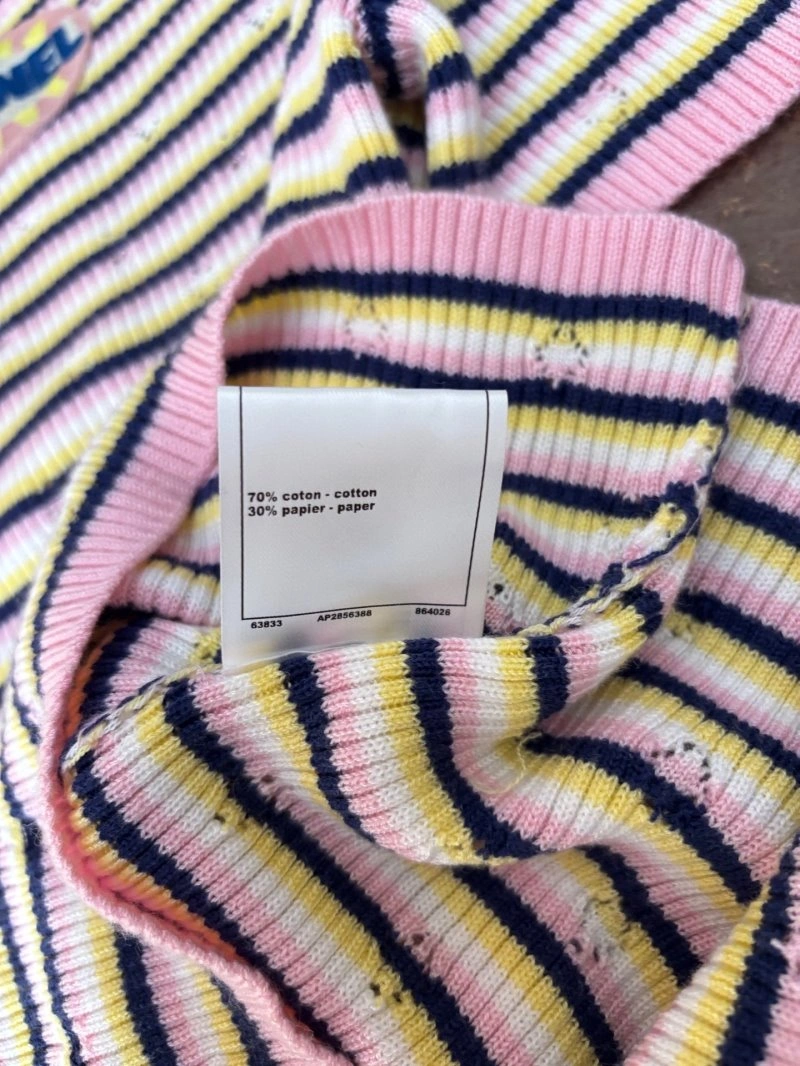 70% coton - cotton
30% papier - paper
63833 AP2856388 864026